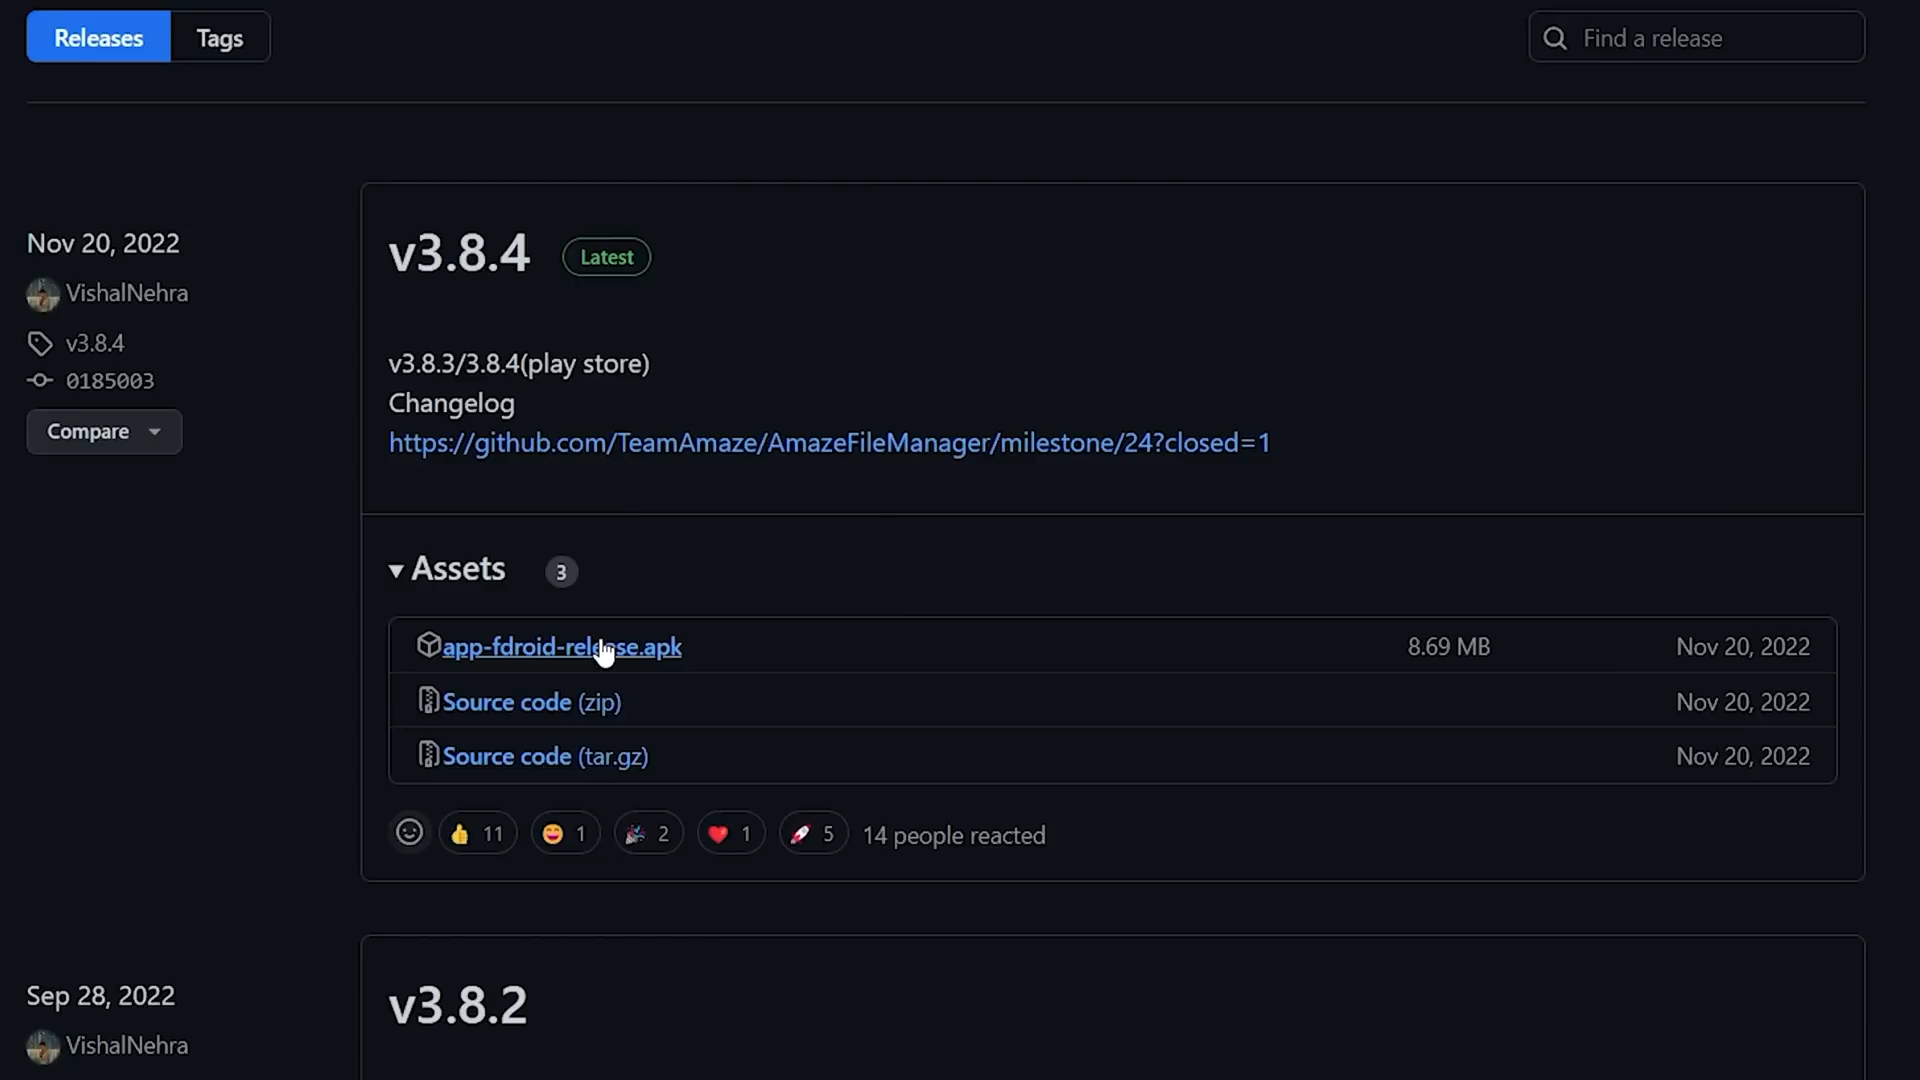 Releases
Tags
Find a release
Nov 20, 2022
VishalNehra
v3.8.4
0185003
Compare
v3.8.4
Latest
v3.8.3/3.8.4(play store)
Changelog
https://github.com/TeamAmaze/AmazeFileManager/milestone/24?closed=1
Assets 3
app-fdroid-release.apk 8.69 MB Nov 20, 2022
Source code (zip) Nov 20, 2022
Source code (tar.gz) Nov 20, 2022
11 1 2 1 5 14 people reacted
Sep 28, 2022
VishalNehra
v3.8.2